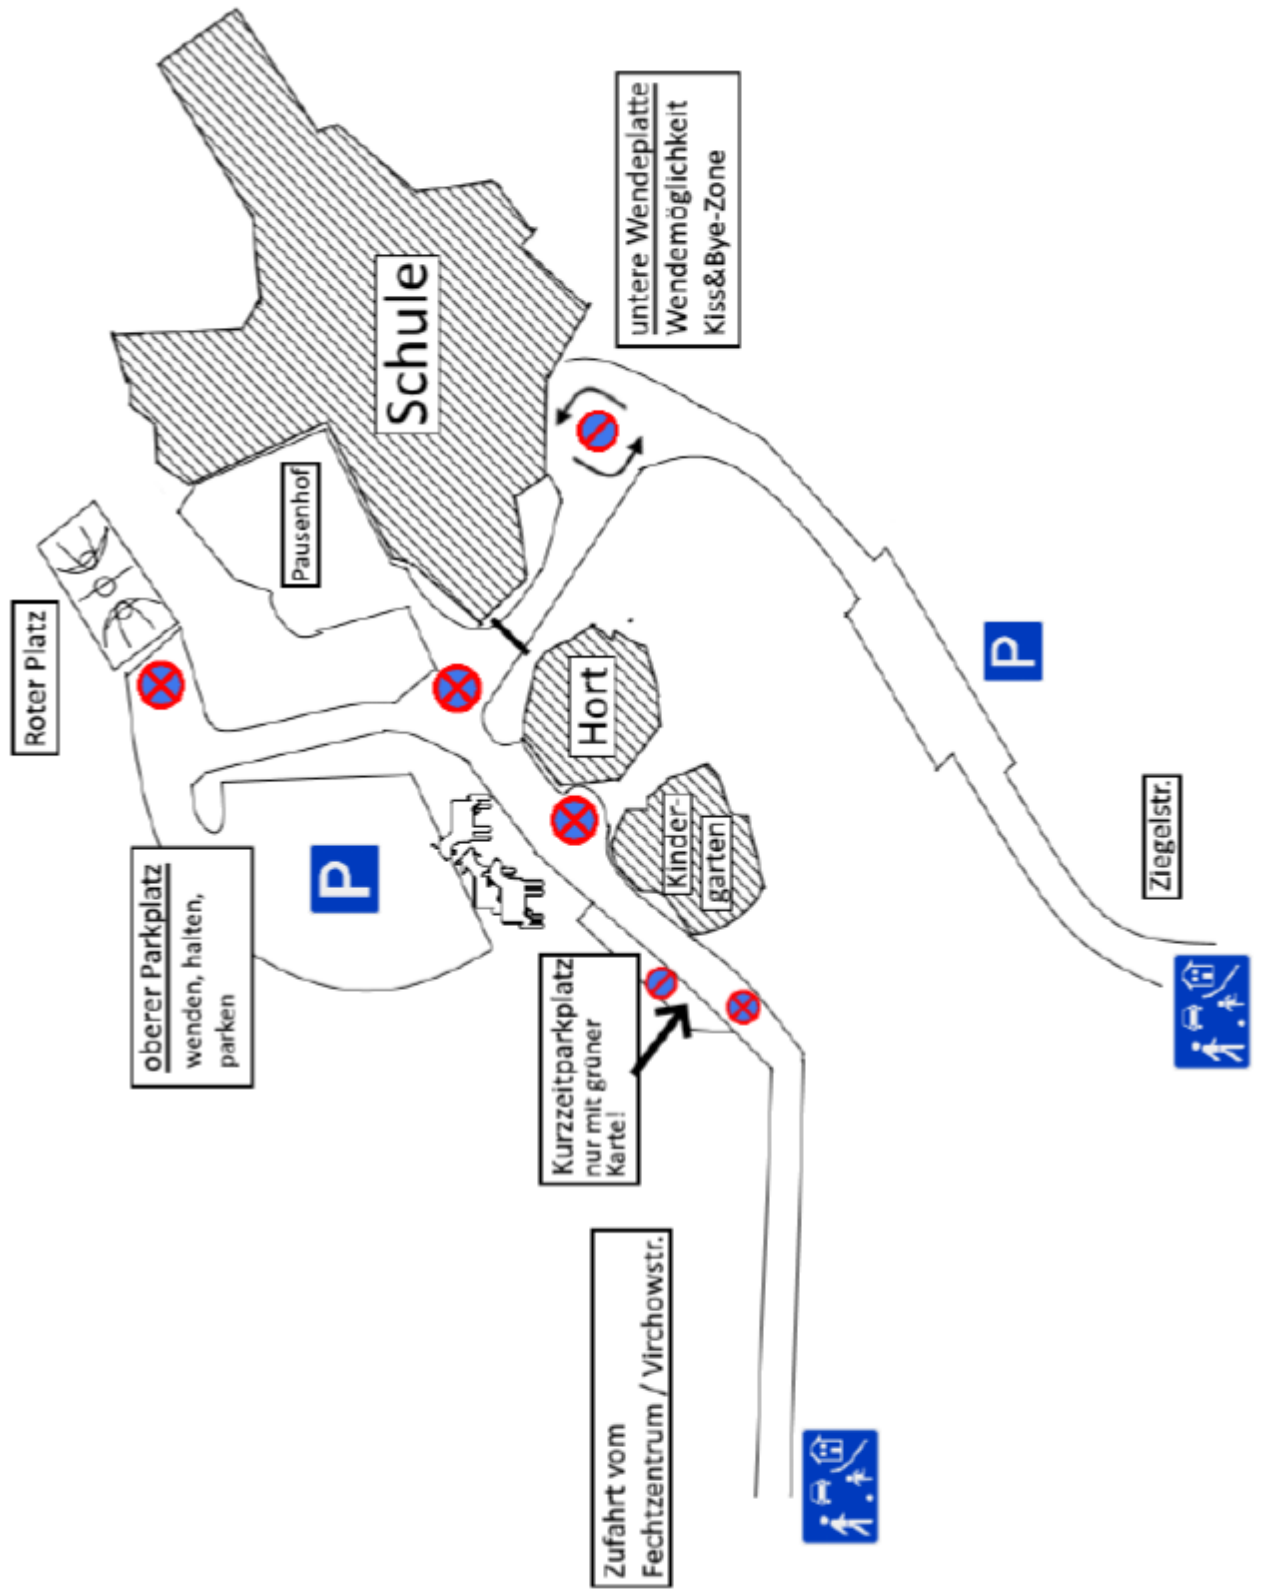 Roter Platz
Pausenhof
Schule
untere Wendeplatte
Wendemöglichkeit
Kiss&Bye-Zone
oberer Parkplatz
wenden, halten,
parken
P
Hort
Kinder-
garten
P
Kurzzeitparkplatz
nur mit grüner
Karte!
Ziegelstr.
Zufahrt vom
Fechtzentrum / Virchowstr.